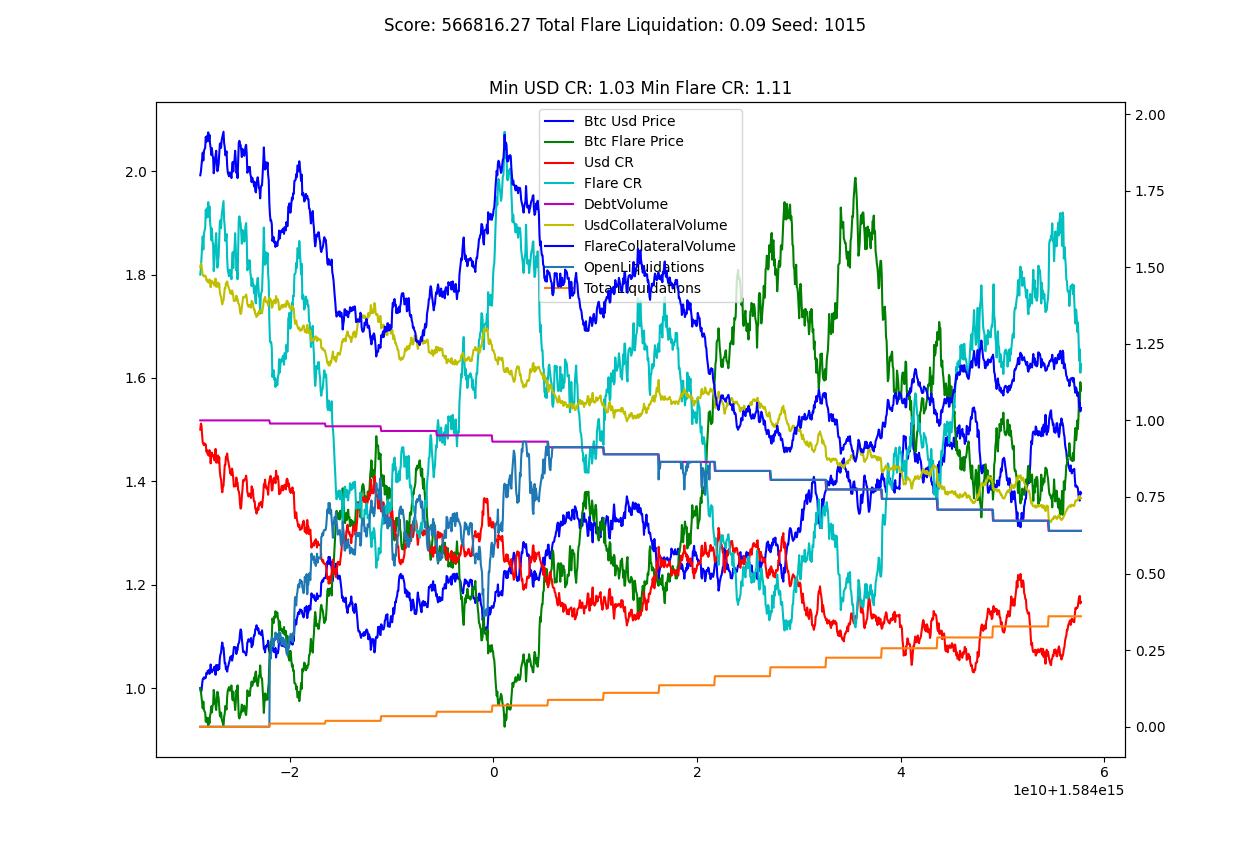 Score: 566816.27 Total Flare Liquidation: 0.09 Seed: 1015
Min USD CR: 1.03 Min Flare CR: 1.11
Btc Usd Price
Btc Flare Price
Usd CR
Flare CR
DebtVolume
UsdCollateralVolume
FlareCollateralVolume
OpenLiquidations
TotalLiquidations
2.0
1.8
1.6
1.4
1.2
1.0
2.00
1.75
1.50
1.25
1.00
0.75
0.50
0.25
0.00
−2
0
2
4
6
1e10+1.584e15